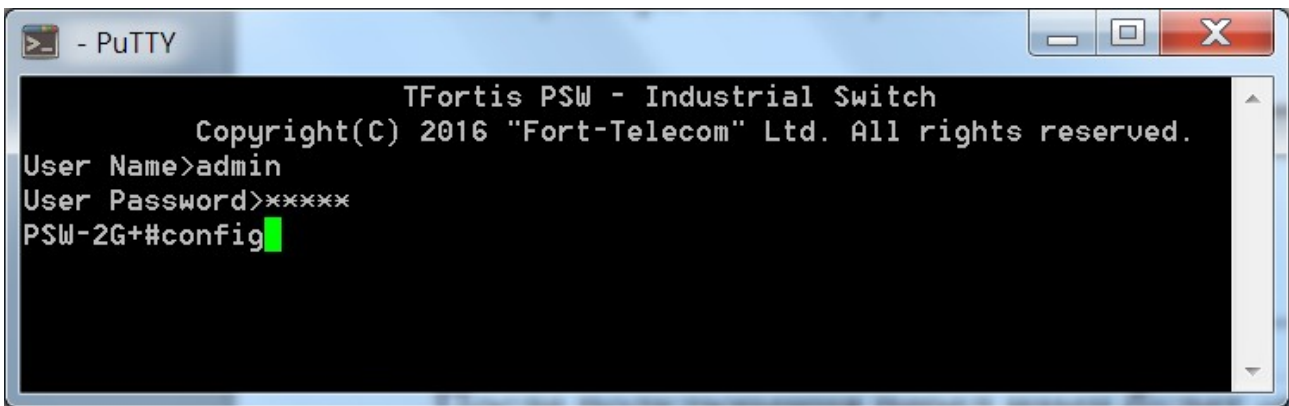 - PuTTY
TFortis PSW - Industrial Switch
Copyright(C) 2016 "Fort-Telecom" Ltd. All rights reserved.
User Name>admin
User Password>*****
PSW-2G+#config